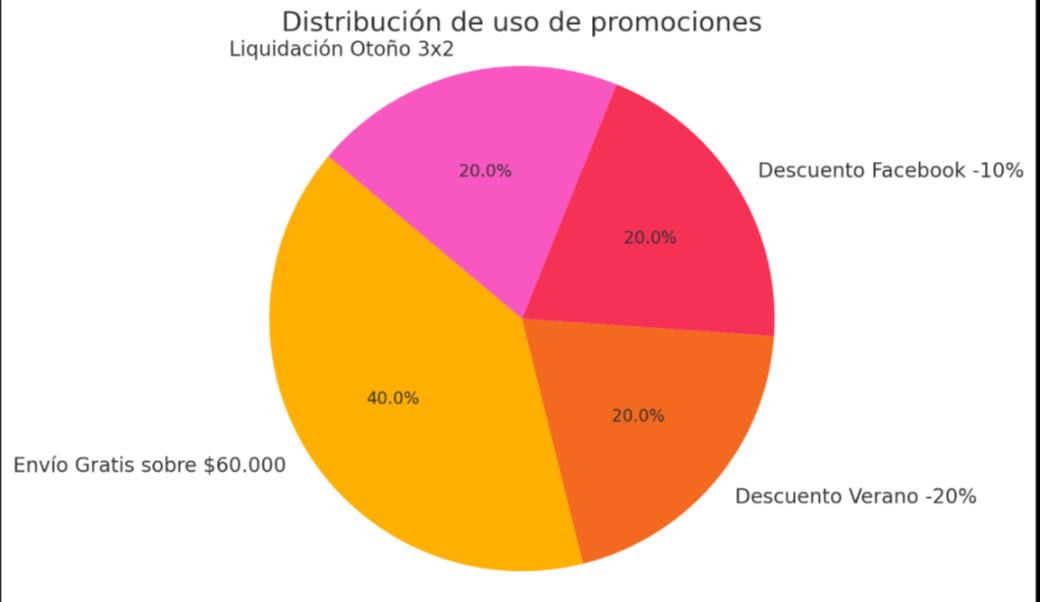 Distribución de uso de promociones
Liquidación Otoño 3x2
20.0%
Descuento Facebook -10%
20.0%
40.0%
20.0%
Envío Gratis sobre $60.000
Descuento Verano -20%